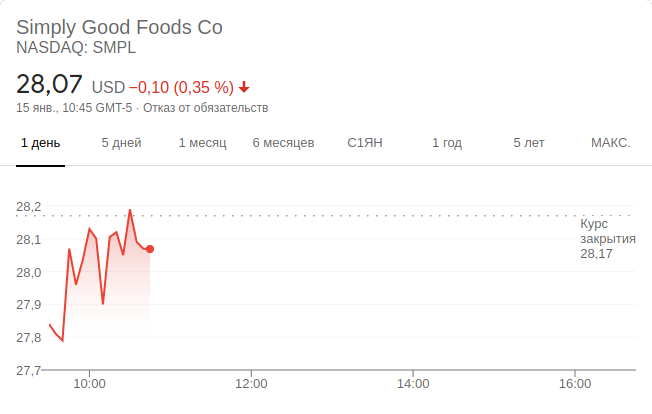 Simply Good Foods Co
NASDAQ: SMPL
28,07 USD −0,10 (0,35 %)
15 янв., 10:45 GMT-5 · Отказ от обязательств
1 день 5 дней 1 месяц 6 месяцев С1ЯН 1 год 5 лет МАКС.
28,2
Курс
28,1
закрытия
28,17
28,0
27,9
27,8
27,7
10:00 12:00 14:00 16:00